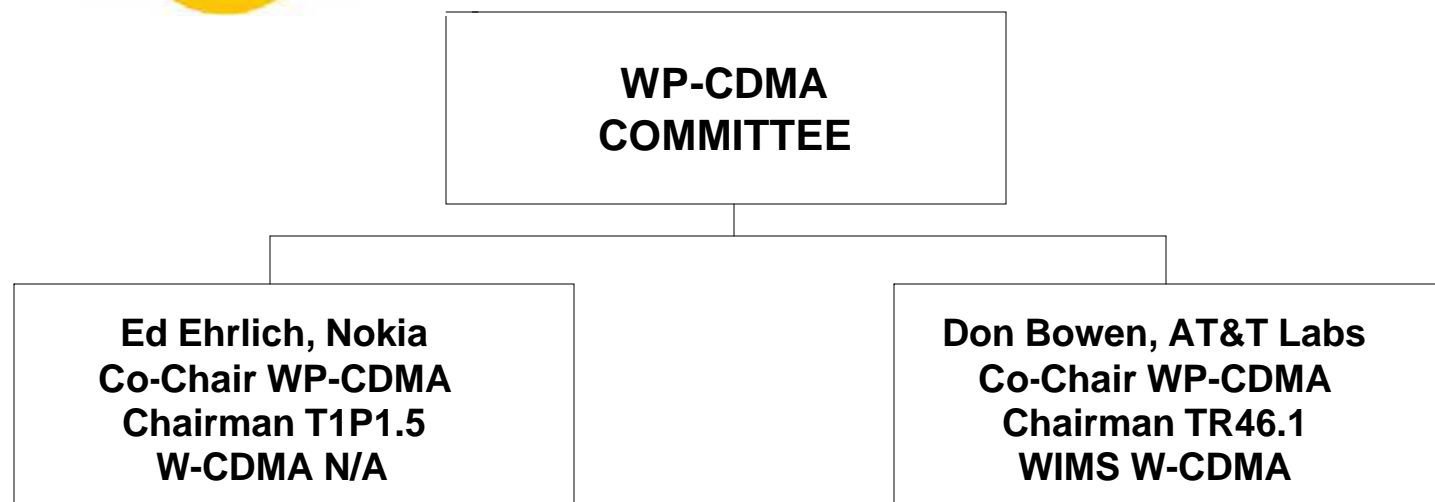 WP-CDMA
COMMITTEE
Ed Ehrlich, Nokia
Co-Chair WP-CDMA
Chairman T1P1.5
W-CDMA N/A
Don Bowen, AT&T Labs
Co-Chair WP-CDMA
Chairman TR46.1
WIMS W-CDMA